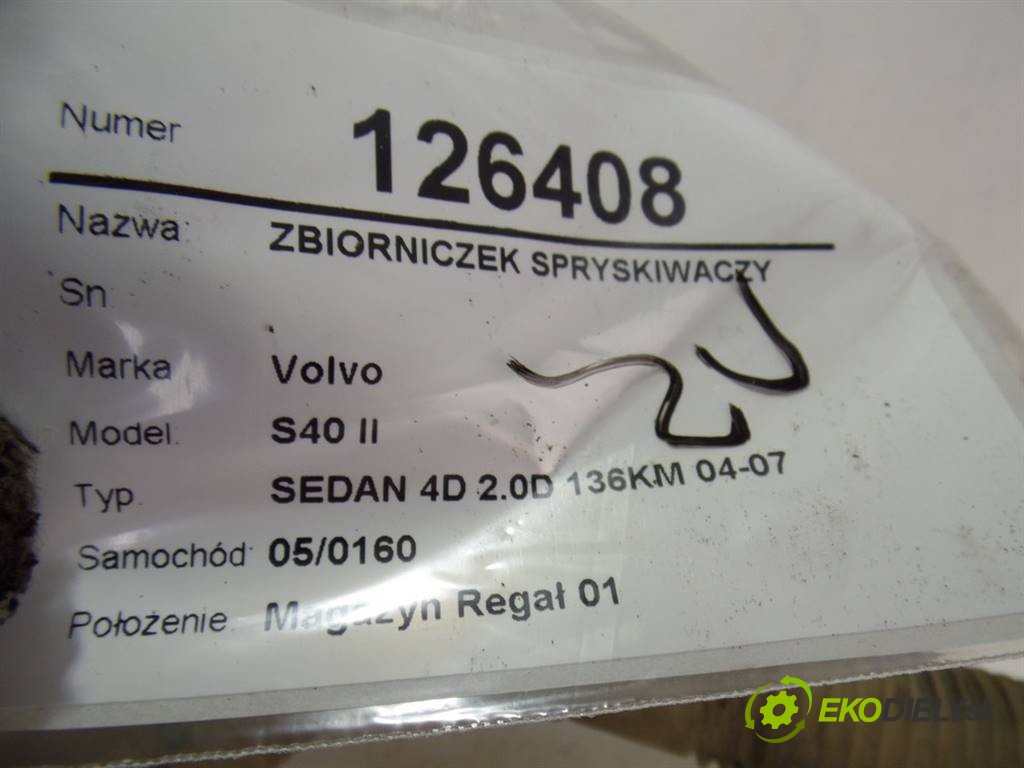 Numer 126408
Nazwa: ZBIORNICZEK SPRYSKIWACZY
Sn:
Marka Volvo
Model: S40 II
Typ: SEDAN 4D 2.0D 136KM 04-07
Samochód: 05/0160
Położenie: Magazyn Regał 01
EKODIELY.SK